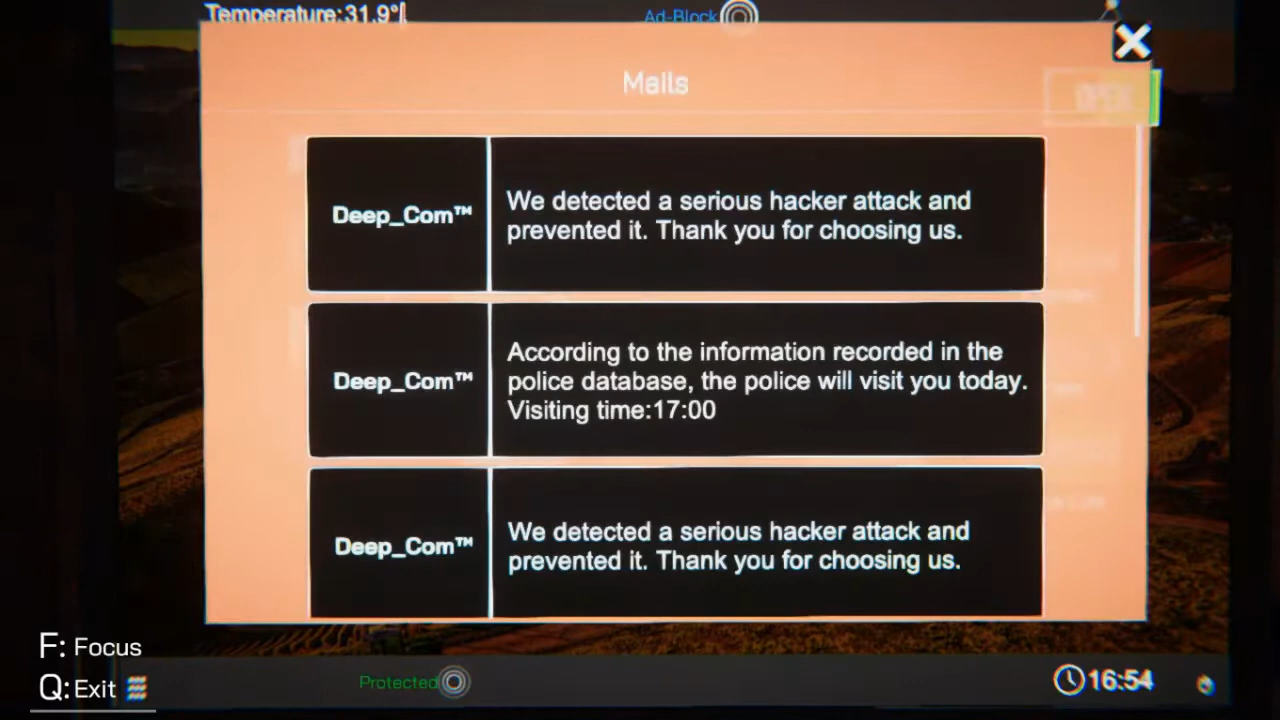 Temperature:31.9°
Ad-Block
Mails
OPEN
Deep_Com™
We detected a serious hacker attack and
prevented it. Thank you for choosing us.
Deep_Com™
According to the information recorded in the
police database, the police will visit you today.
Visiting time:17:00
Deep_Com™
We detected a serious hacker attack and
prevented it. Thank you for choosing us.
F: Focus
Q: Exit
Protected
16:54